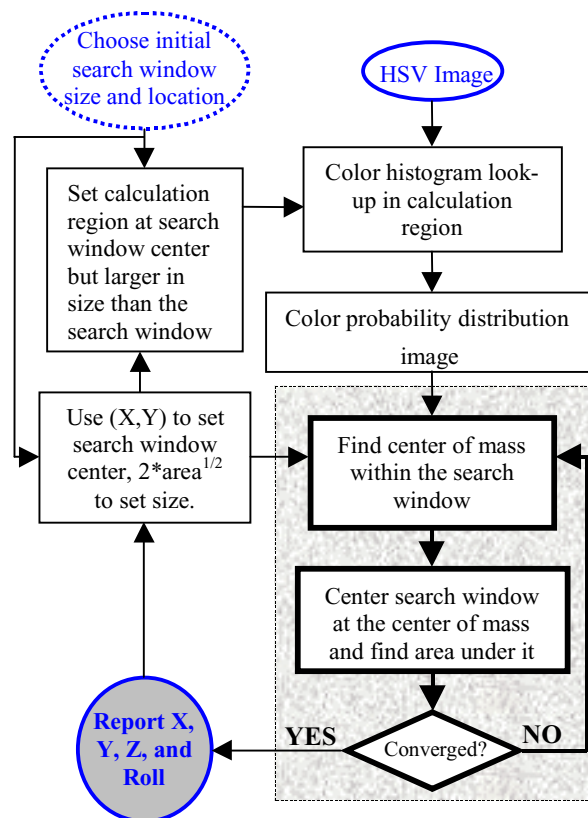 Choose initial
search window
size and location
HSV Image
Set calculation
region at search
window center
but larger in
size than the
search window
Color histogram look-
up in calculation
region
Color probability distribution
image
Use (X,Y) to set
search window
center, 2*area^{1/2}
to set size.
Find center of mass
within the search
window
Center search window
at the center of mass
and find area under it
Report X,
Y, Z, and
Roll
YES
Converged?
NO